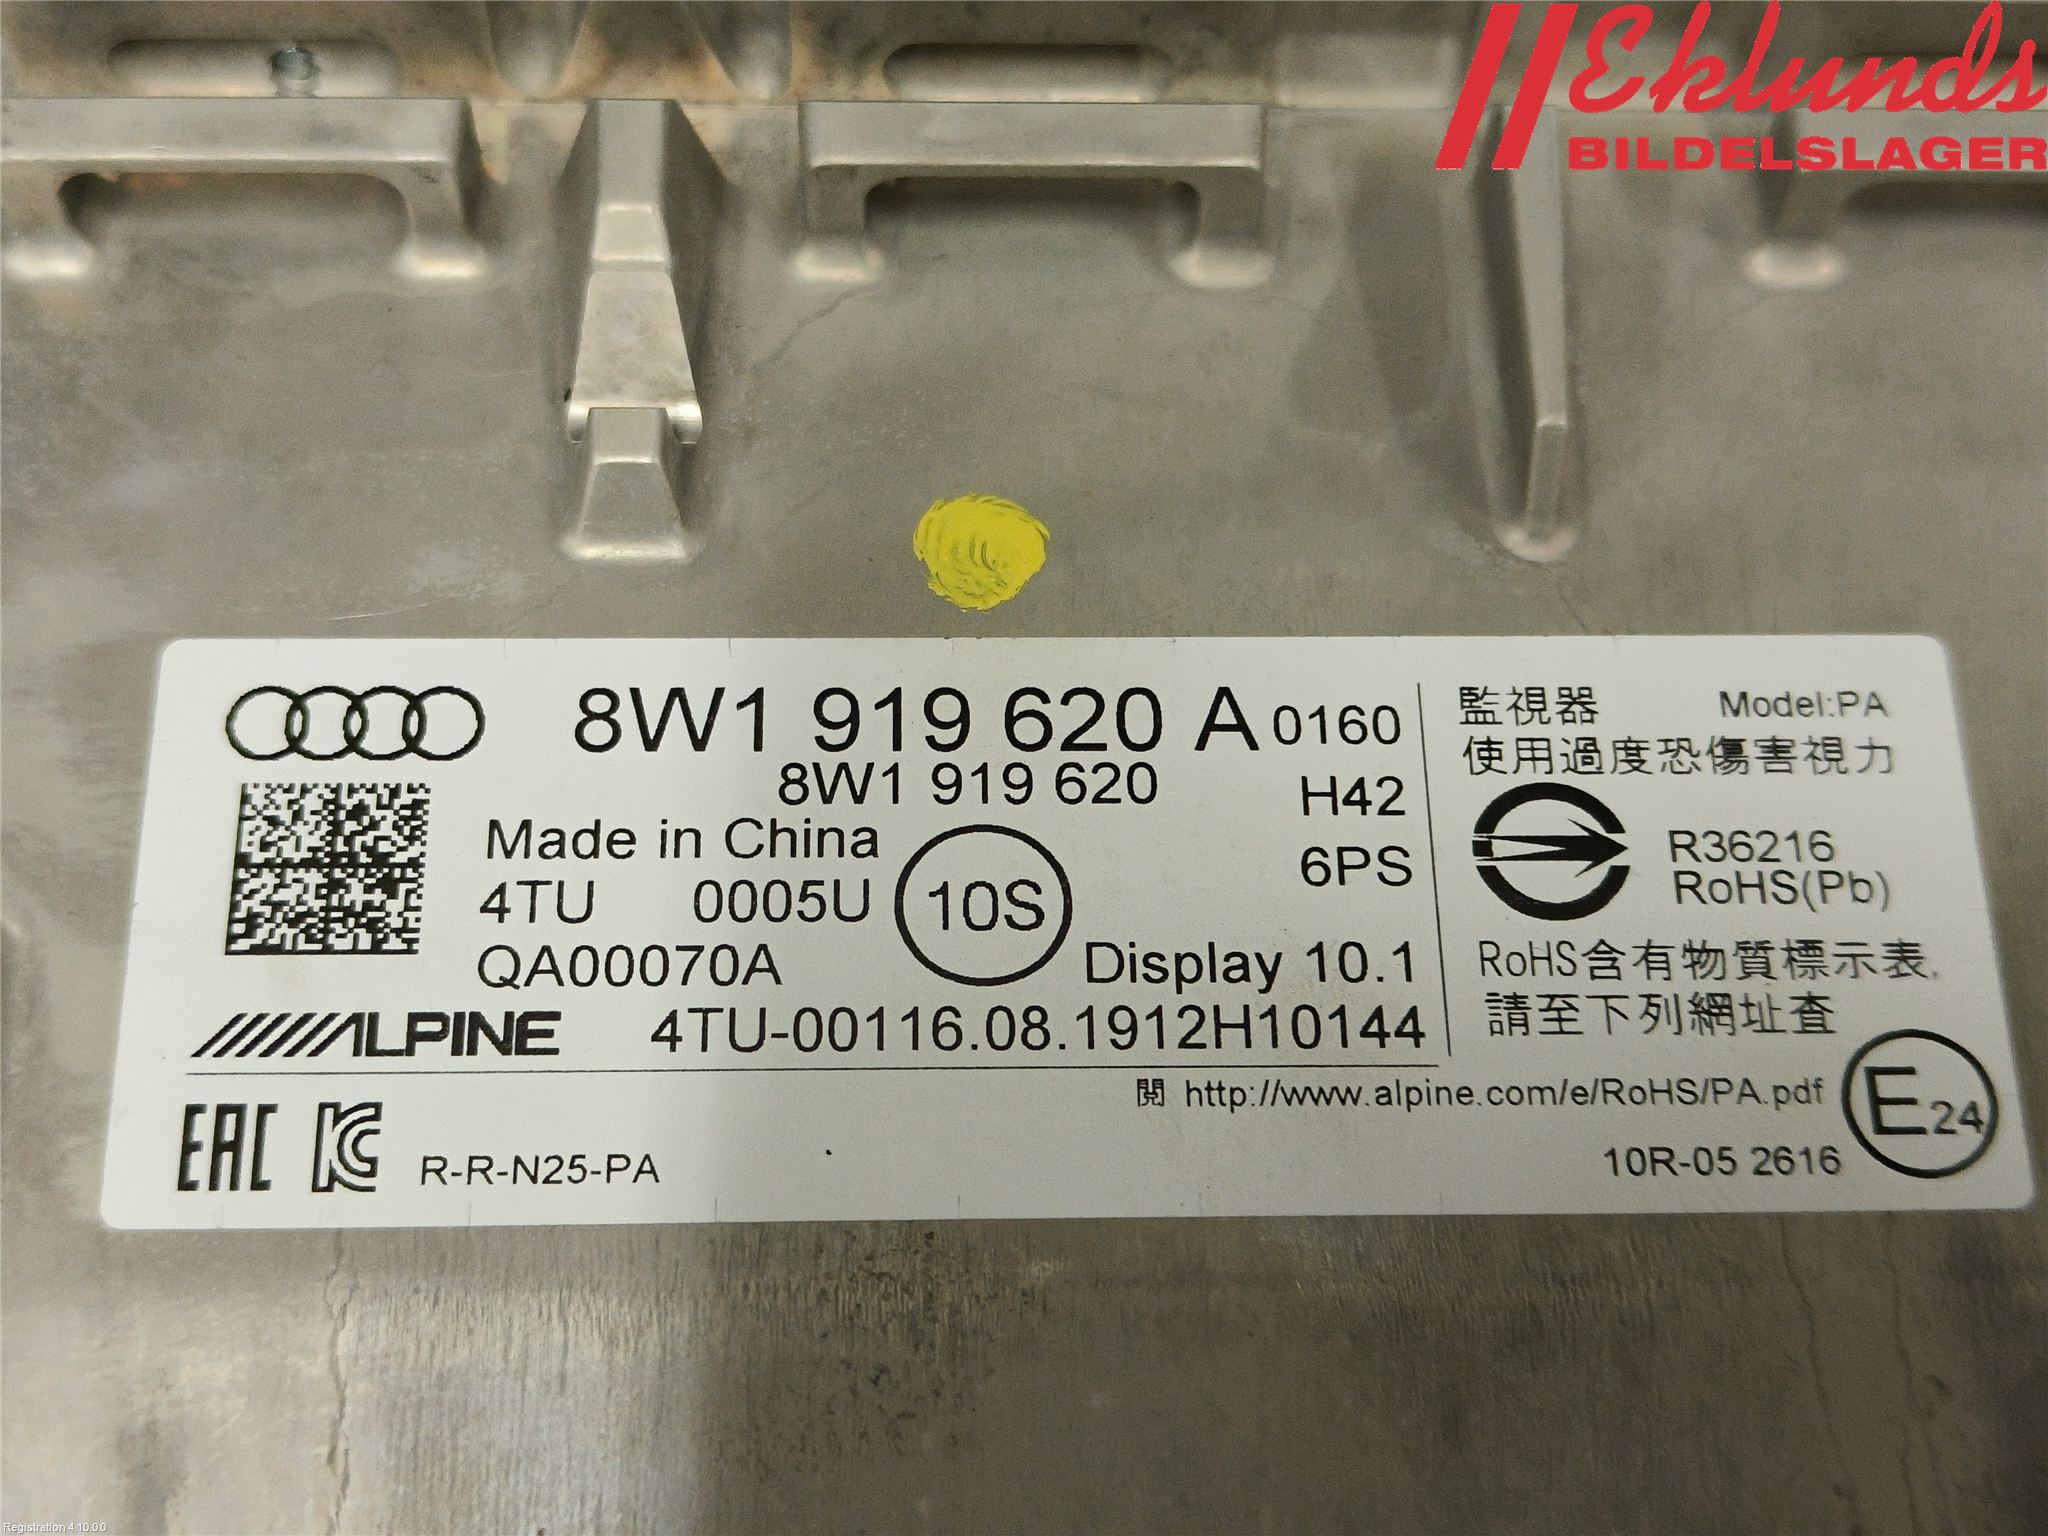 Eklunds
BILDELSLAGER
8W1 919 620 A 0160
8W1 919 620
H42
Made in China
6PS
4TU 0005U
10S
QA00070A
Display 10.1
ALPINE 4TU-00116.08.1912H10144
監視器 Model:PA
使用過度恐傷害視力
R36216
RoHS(Pb)
RoHS含有物質標示表,
請至下列網址查
閱 http://www.alpine.com/e/RoHS/PA.pdf
E24
EAC KC R-R-N25-PA
10R-05 2616
Registration 4.10.0.0